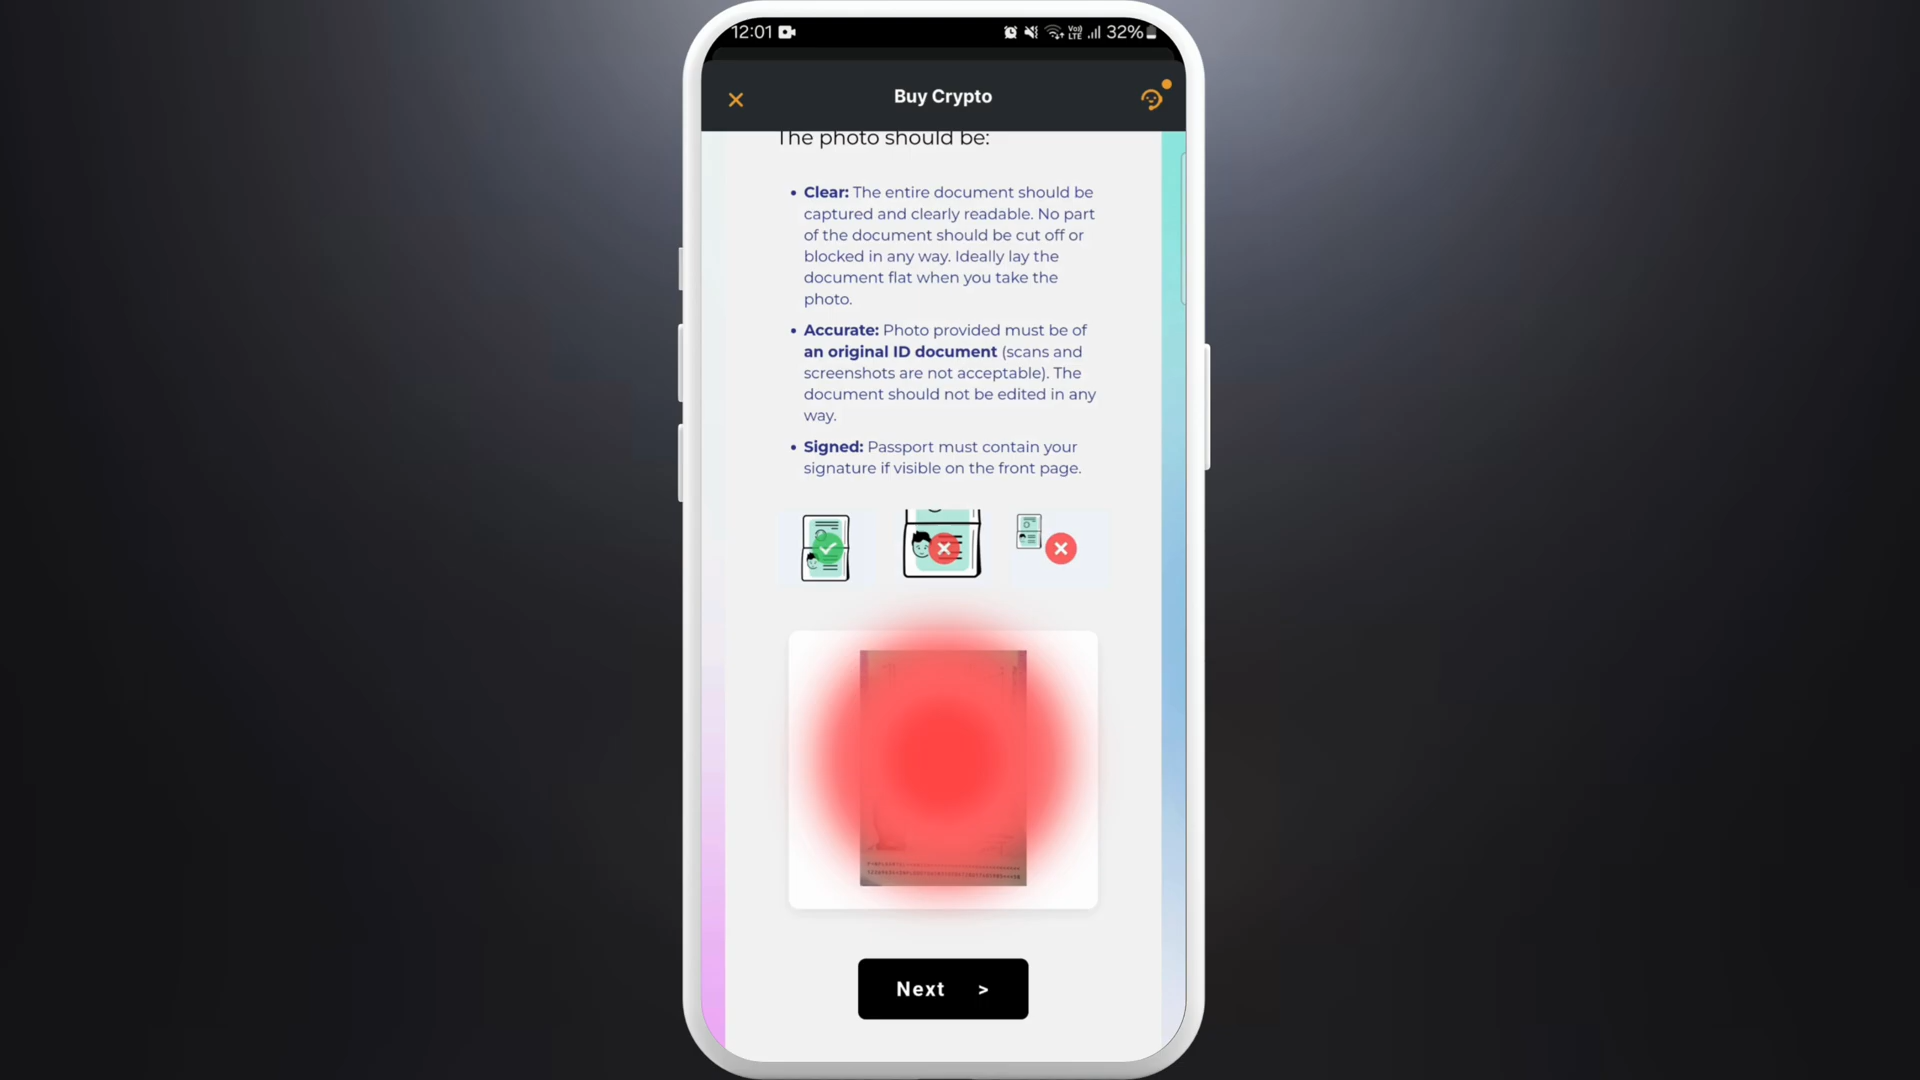 12:01
Vo)) LTE 32%
Buy Crypto
The photo should be:
• Clear: The entire document should be
captured and clearly readable. No part
of the document should be cut off or
blocked in any way. Ideally lay the
document flat when you take the
photo.
• Accurate: Photo provided must be of
an original ID document (scans and
screenshots are not acceptable). The
document should not be edited in any
way.
• Signed: Passport must contain your
signature if visible on the front page.
Next >